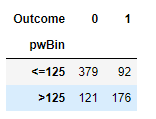 Outcome 0 1
pwBin
<=125 379 92
>125 121 176